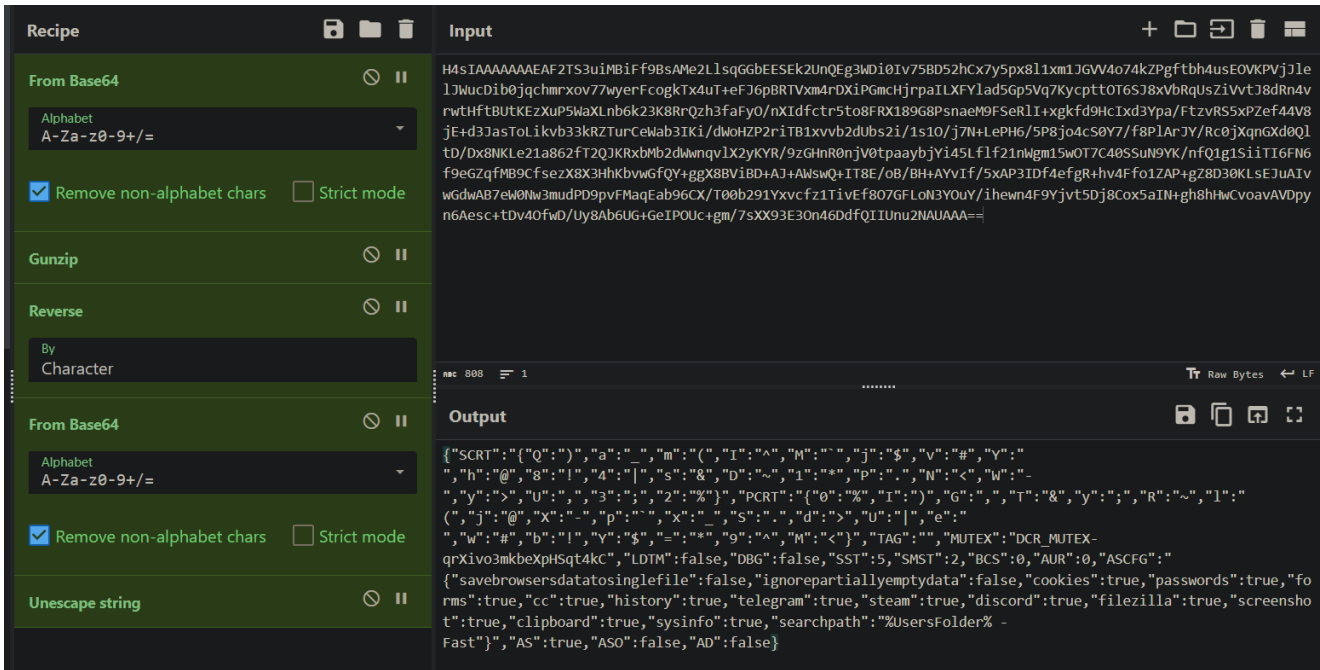 Recipe
From Base64
Alphabet
A-Za-z0-9+/=
Remove non-alphabet chars
Strict mode
Gunzip
Reverse
By
Character
From Base64
Alphabet
A-Za-z0-9+/=
Remove non-alphabet chars
Strict mode
Unescape string
Input
H4sIAAAAAAAEAF2TS3uiMBiFf9BsAMe2LlsqGGbEESEk2UnQEg3WDi0Iv75BD52hCx7y5px8l1xm1JGVV4o74kZPgftbh4usEOVKPVjJle
lJWucDib0jqchmrxov77wyerFcogkTx4uT+eFJ6pBRTVxm4rDXiPGmcHjrpaILXFYlad5Gp5Vq7KycpttOT6SJ8xVbRqUsZiVvtJ8dRn4v
rwtHftBUtKEzXuP5WaXLnb6k23K8RrQzh3faFyO/nXIdfctr5to8FRX189G8PsnaeM9FSeRlI+xgkfd9HcIxd3Ypa/FtzvRS5xPZef44V8
jE+d3JasToLikvb33kRZTurCeWab3IKi/dWoHZP2riTB1xvvb2dUbs2i/1s1O/j7N+LePH6/5P8jo4cS0Y7/f8PlArJY/Rc0jXqnGXd0Ql
tD/Dx8NKLe21a862fT2QJKRxbMb2dWwnqvlX2yKYR/9zGHnR0njV0tpaaybjYi45Lflf21nWgm15wOT7C40SSuN9YK/nfQ1g1SiiTI6FN6
f9eGZqfMB9CfsezX8X3HhKbvwGfQY+ggX8BViBD+AJ+AWswQ+IT8E/oB/BH+AYvIf/5xAP3IDf4efgR+hv4Ffo1ZAP+gZ8D30KLsEJuAIv
wGdwAB7eW0Nw3mudPD9pvFMaqEab96CX/T00b291Yxvcfz1TivEf8O7GFLoN3YOuY/ihewn4F9Yjvt5Dj8Cox5aIN+gh8hHwCvoavAVDpy
n6Aesc+tDv4OfwD/Uy8Ab6UG+GeIPOUc+gm/7sXX93E3On46DdfQIIUnu2NAUAAA==
808 1
Raw Bytes LF
Output
{"SCRT":"{"Q":")","a":"_","m":"(","I":"^","M":"`","j":"$","v":"#","Y":"
","h":"@","8":"!","4":"|","s":"&","D":"~","1":"*","P":".","N":"<","W":"-
","y":">","U":",","3":";","2":"%"}","PCRT":"{"0":"%","I":")","G":",","T":"&","y":";","R":"~","l":"
(","j":"@","X":"-","p":"`","x":"_","S":".","d":">","U":"|","e":"
","w":"#","b":"!","Y":"$","=":"*","9":"^","M":"<"}","TAG":"","MUTEX":"DCR_MUTEX-
qrXivo3mkbeXpHSqt4kC","LDTM":false,"DBG":false,"SST":5,"SMST":2,"BCS":0,"AUR":0,"ASCFG":"
{"savebrowsersdatatosinglefile":false,"ignorepartiallyemptydata":false,"cookies":true,"passwords":true,"fo
rms":true,"cc":true,"history":true,"telegram":true,"steam":true,"discord":true,"filezilla":true,"screensho
t":true,"clipboard":true,"sysinfo":true,"searchpath":"%UsersFolder% -
Fast"}","AS":true,"ASO":false,"AD":false}